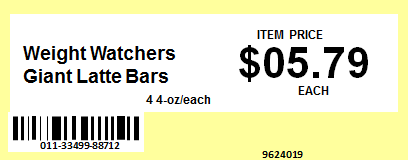 ITEM PRICE
Weight Watchers
Giant Latte Bars
$05.79
EACH
4 4-oz/each
011-33499-88712
9624019